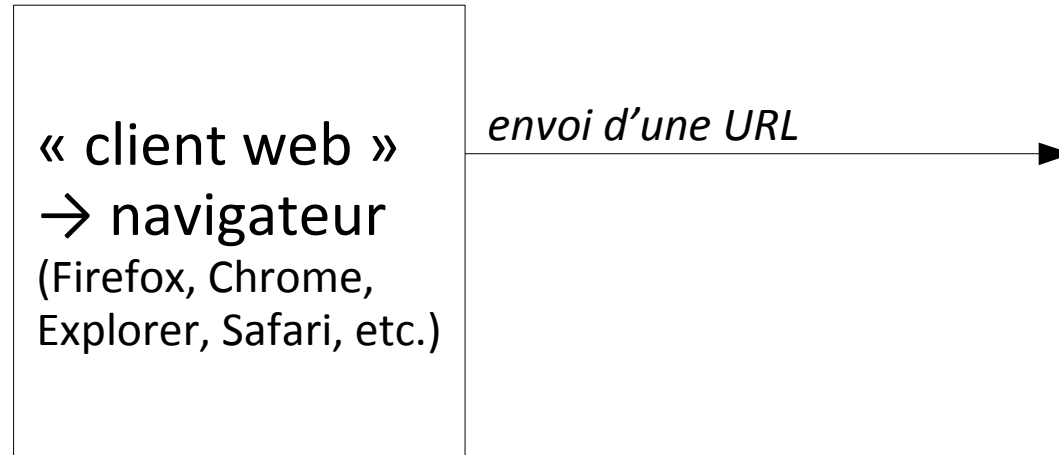 « client web »
→ navigateur
(Firefox, Chrome,
Explorer, Safari, etc.)
envoi d’une URL